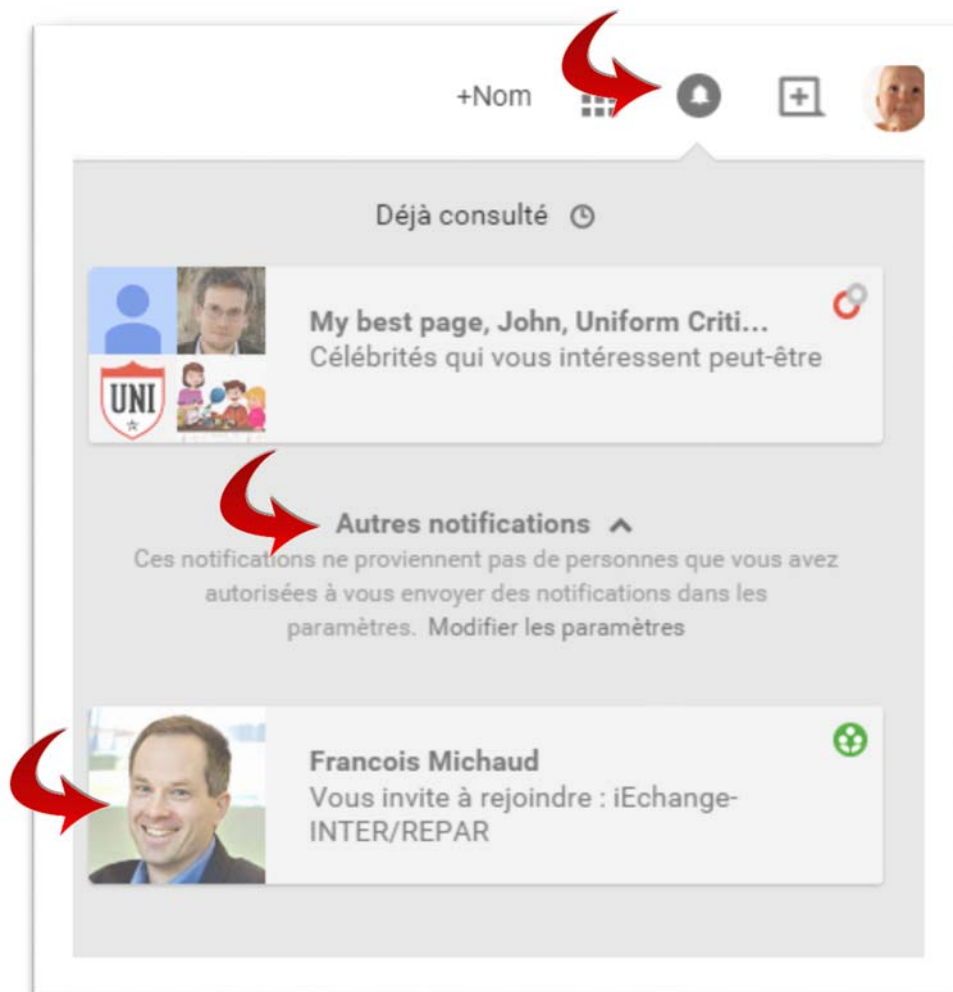 +Nom
Déjà consulté
My best page, John, Uniform Criti...
Célébrités qui vous intéressent peut-être
UNI
Autres notifications
Ces notifications ne proviennent pas de personnes que vous avez
autorisées à vous envoyer des notifications dans les
paramètres. Modifier les paramètres
Francois Michaud
Vous invite à rejoindre : iEchange-
INTER/REPAR